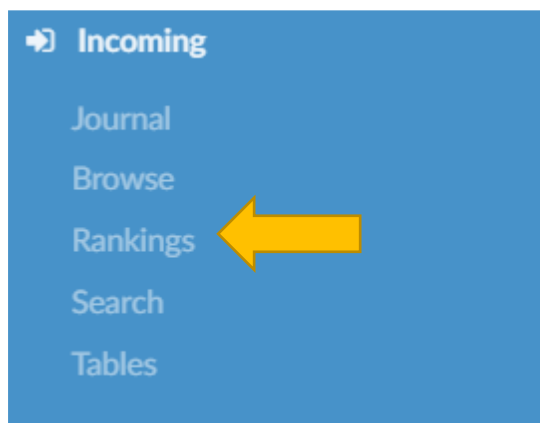 Incoming
Journal
Browse
Rankings
Search
Tables